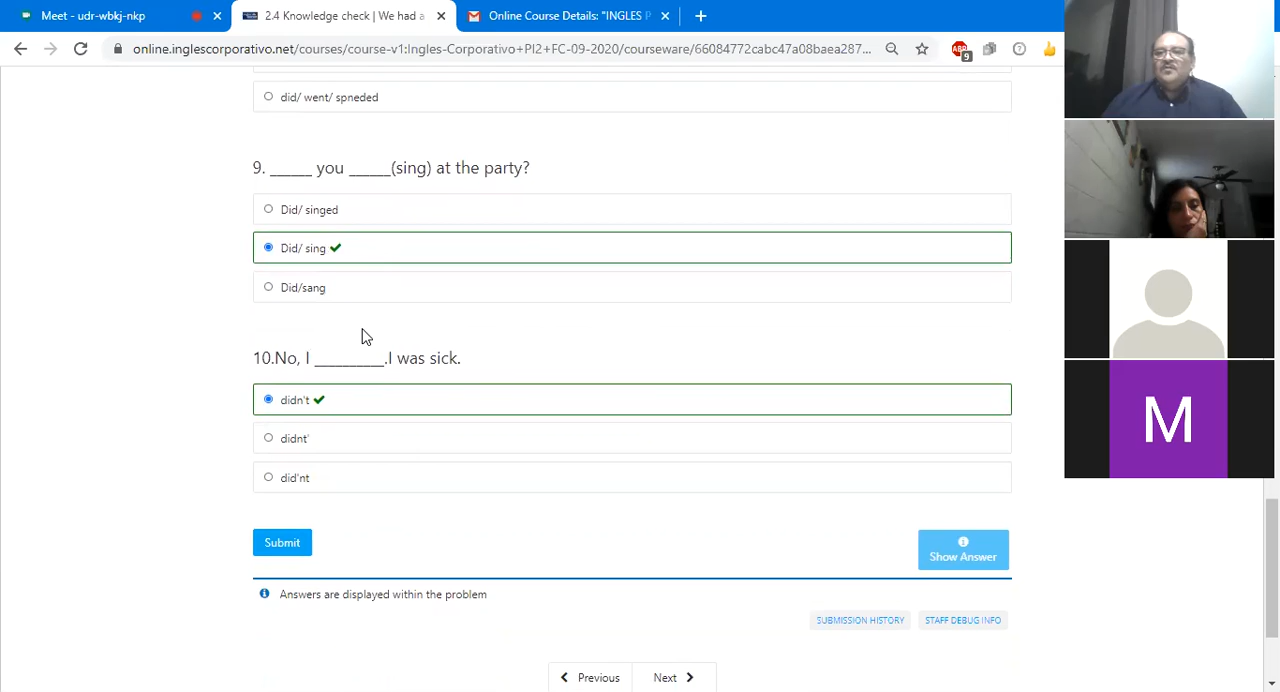 Meet - udr-wbkj-nkp
2.4 Knowledge check | We had a
Online Course Details: "INGLES P
online.inglescorporativo.net/courses/course-v1:Ingles-Corporativo+PI2+FC-09-2020/courseware/66084772cabc47a08baea287...
ABP
9
did/ went/ spneded
9. _____ you _____(sing) at the party?
Did/ singed
Did/ sing
Did/sang
10.No, I _________.I was sick.
didn't
didnt'
did'nt
Submit
Show Answer
Answers are displayed within the problem
SUBMISSION HISTORY
STAFF DEBUG INFO
Previous
Next
M